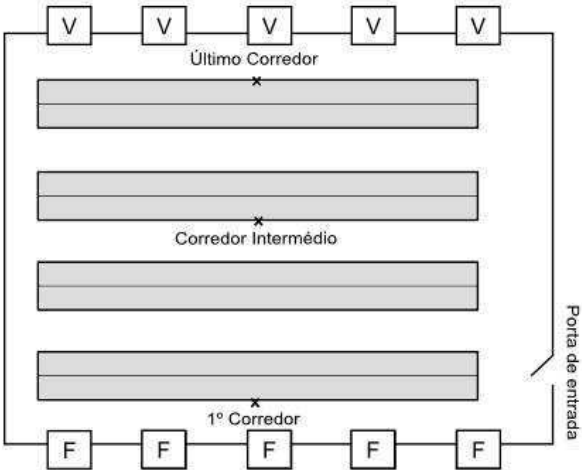 V V V V V
Último Corredor
Corredor Intermédio
Porta de entrada
1º Corredor
F F F F F